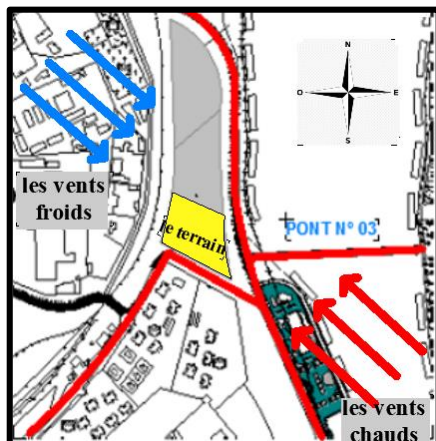 N
O E
S
les vents
froids
le terrain
PONT N° 03
les vents
chauds